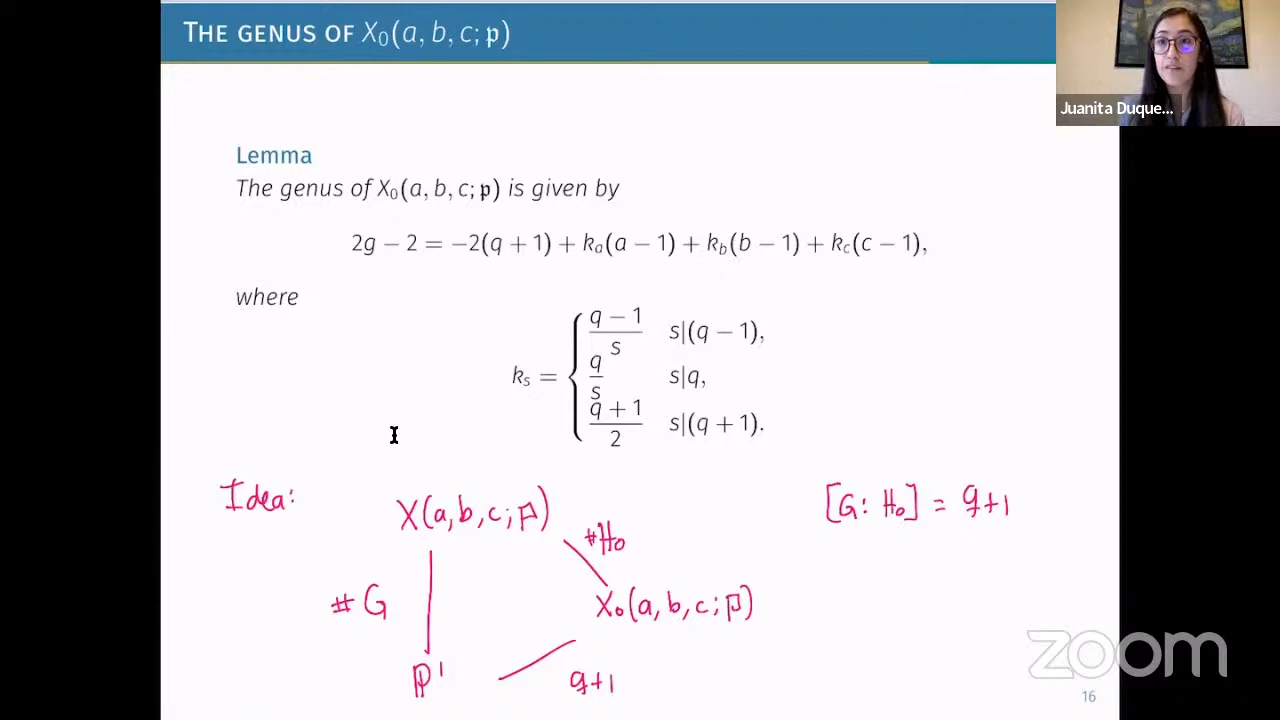 THE GENUS OF X₀(a, b, c; 𝔭)
Juanita Duque...
Lemma
The genus of X₀(a, b, c; 𝔭) is given by
2g − 2 = −2(q + 1) + kₐ(a − 1) + k_b(b − 1) + k_c(c − 1),
where
kₛ = { (q − 1)/s   s|(q − 1),
q/s   s|q,
(q + 1)/2   s|(q + 1).
Idea:
X(a,b,c;𝔭)
[G: H₀] = q+1
#H₀
#G
X₀(a,b,c;𝔭)
ℙ¹
q+1
zoom
16